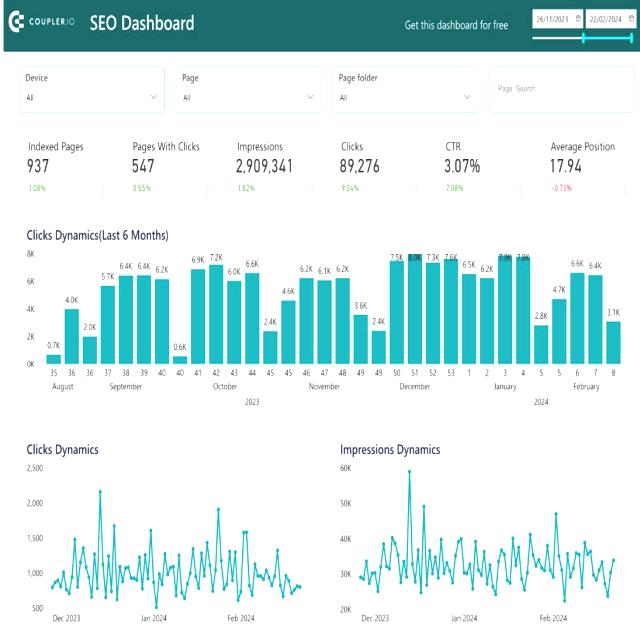 COUPLER.IO SEO Dashboard Get this dashboard for free 26/11/2023 22/02/2024
Device Page Page folder
All All All Page Search
Indexed Pages Pages With Clicks Impressions Clicks CTR Average Position
937 547 2,909,341 89,276 3.07% 17.94
1.08% 0.55% 1.82% 9.04% 7.08% -0.73%
Clicks Dynamics(Last 6 Months)
8K 6K 4K 2K 0K
0.7K 4.0K 2.0K 5.7K 6.4K 6.4K 6.2K 0.6K 6.9K 7.2K 6.0K 6.6K 2.4K 4.6K 6.2K 6.1K 6.2K 3.6K 2.4K 7.5K 8.0K 7.3K 7.6K 6.5K 6.2K 7.9K 7.8K 2.8K 4.7K 6.6K 6.4K 3.1K
35 36 36 37 38 39 40 40 41 42 43 44 45 45 46 47 48 49 49 50 51 52 53 1 2 3 4 5 5 6 7 8
August September October November December January February
2023 2024
Clicks Dynamics Impressions Dynamics
2,500 60K
2,000 50K
1,500 40K
1,000 30K
500 20K
Dec 2023 Jan 2024 Feb 2024 Dec 2023 Jan 2024 Feb 2024